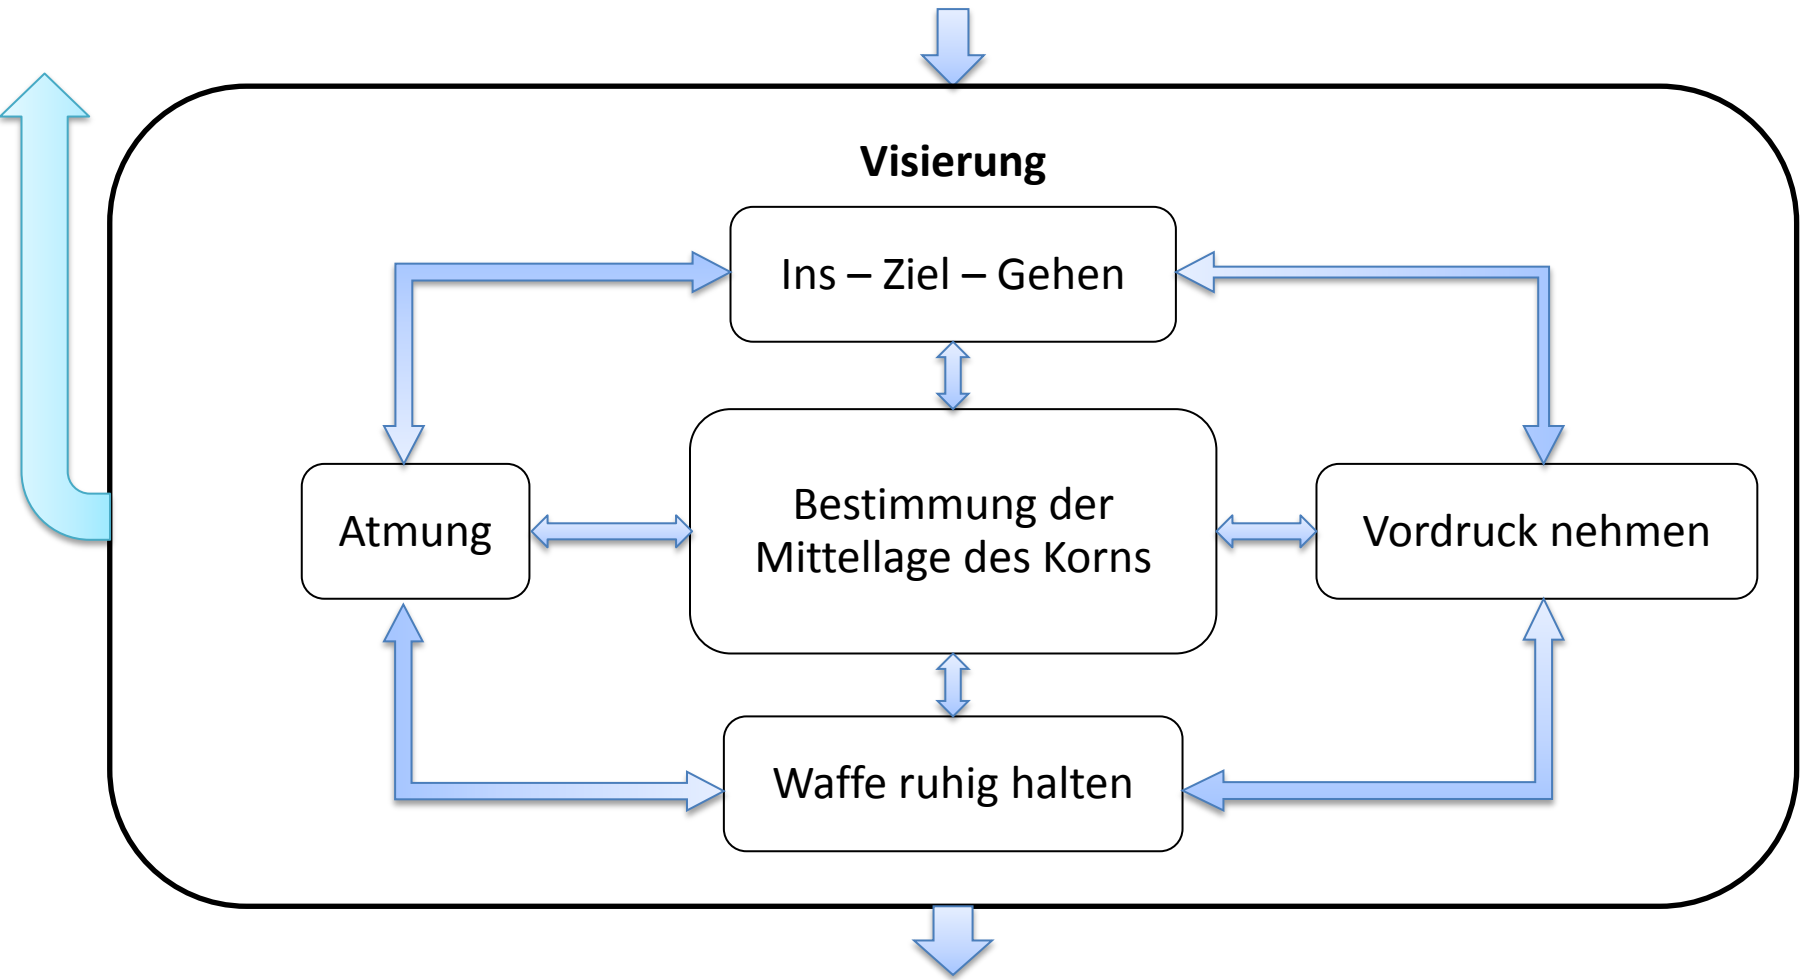 Visierung
Ins – Ziel – Gehen
Bestimmung der
Mittellage des Korns
Atmung
Vordruck nehmen
Waffe ruhig halten